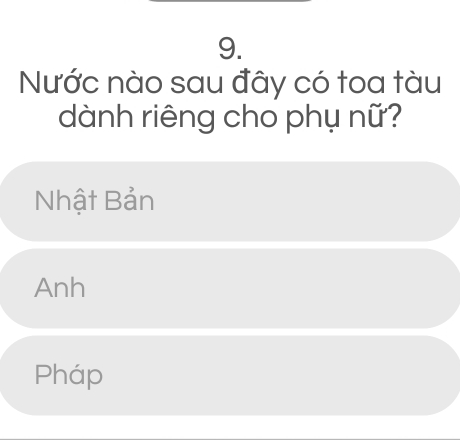 9.
Nước nào sau đây có toa tàu
dành riêng cho phụ nữ?
Nhật Bản
Anh
Pháp